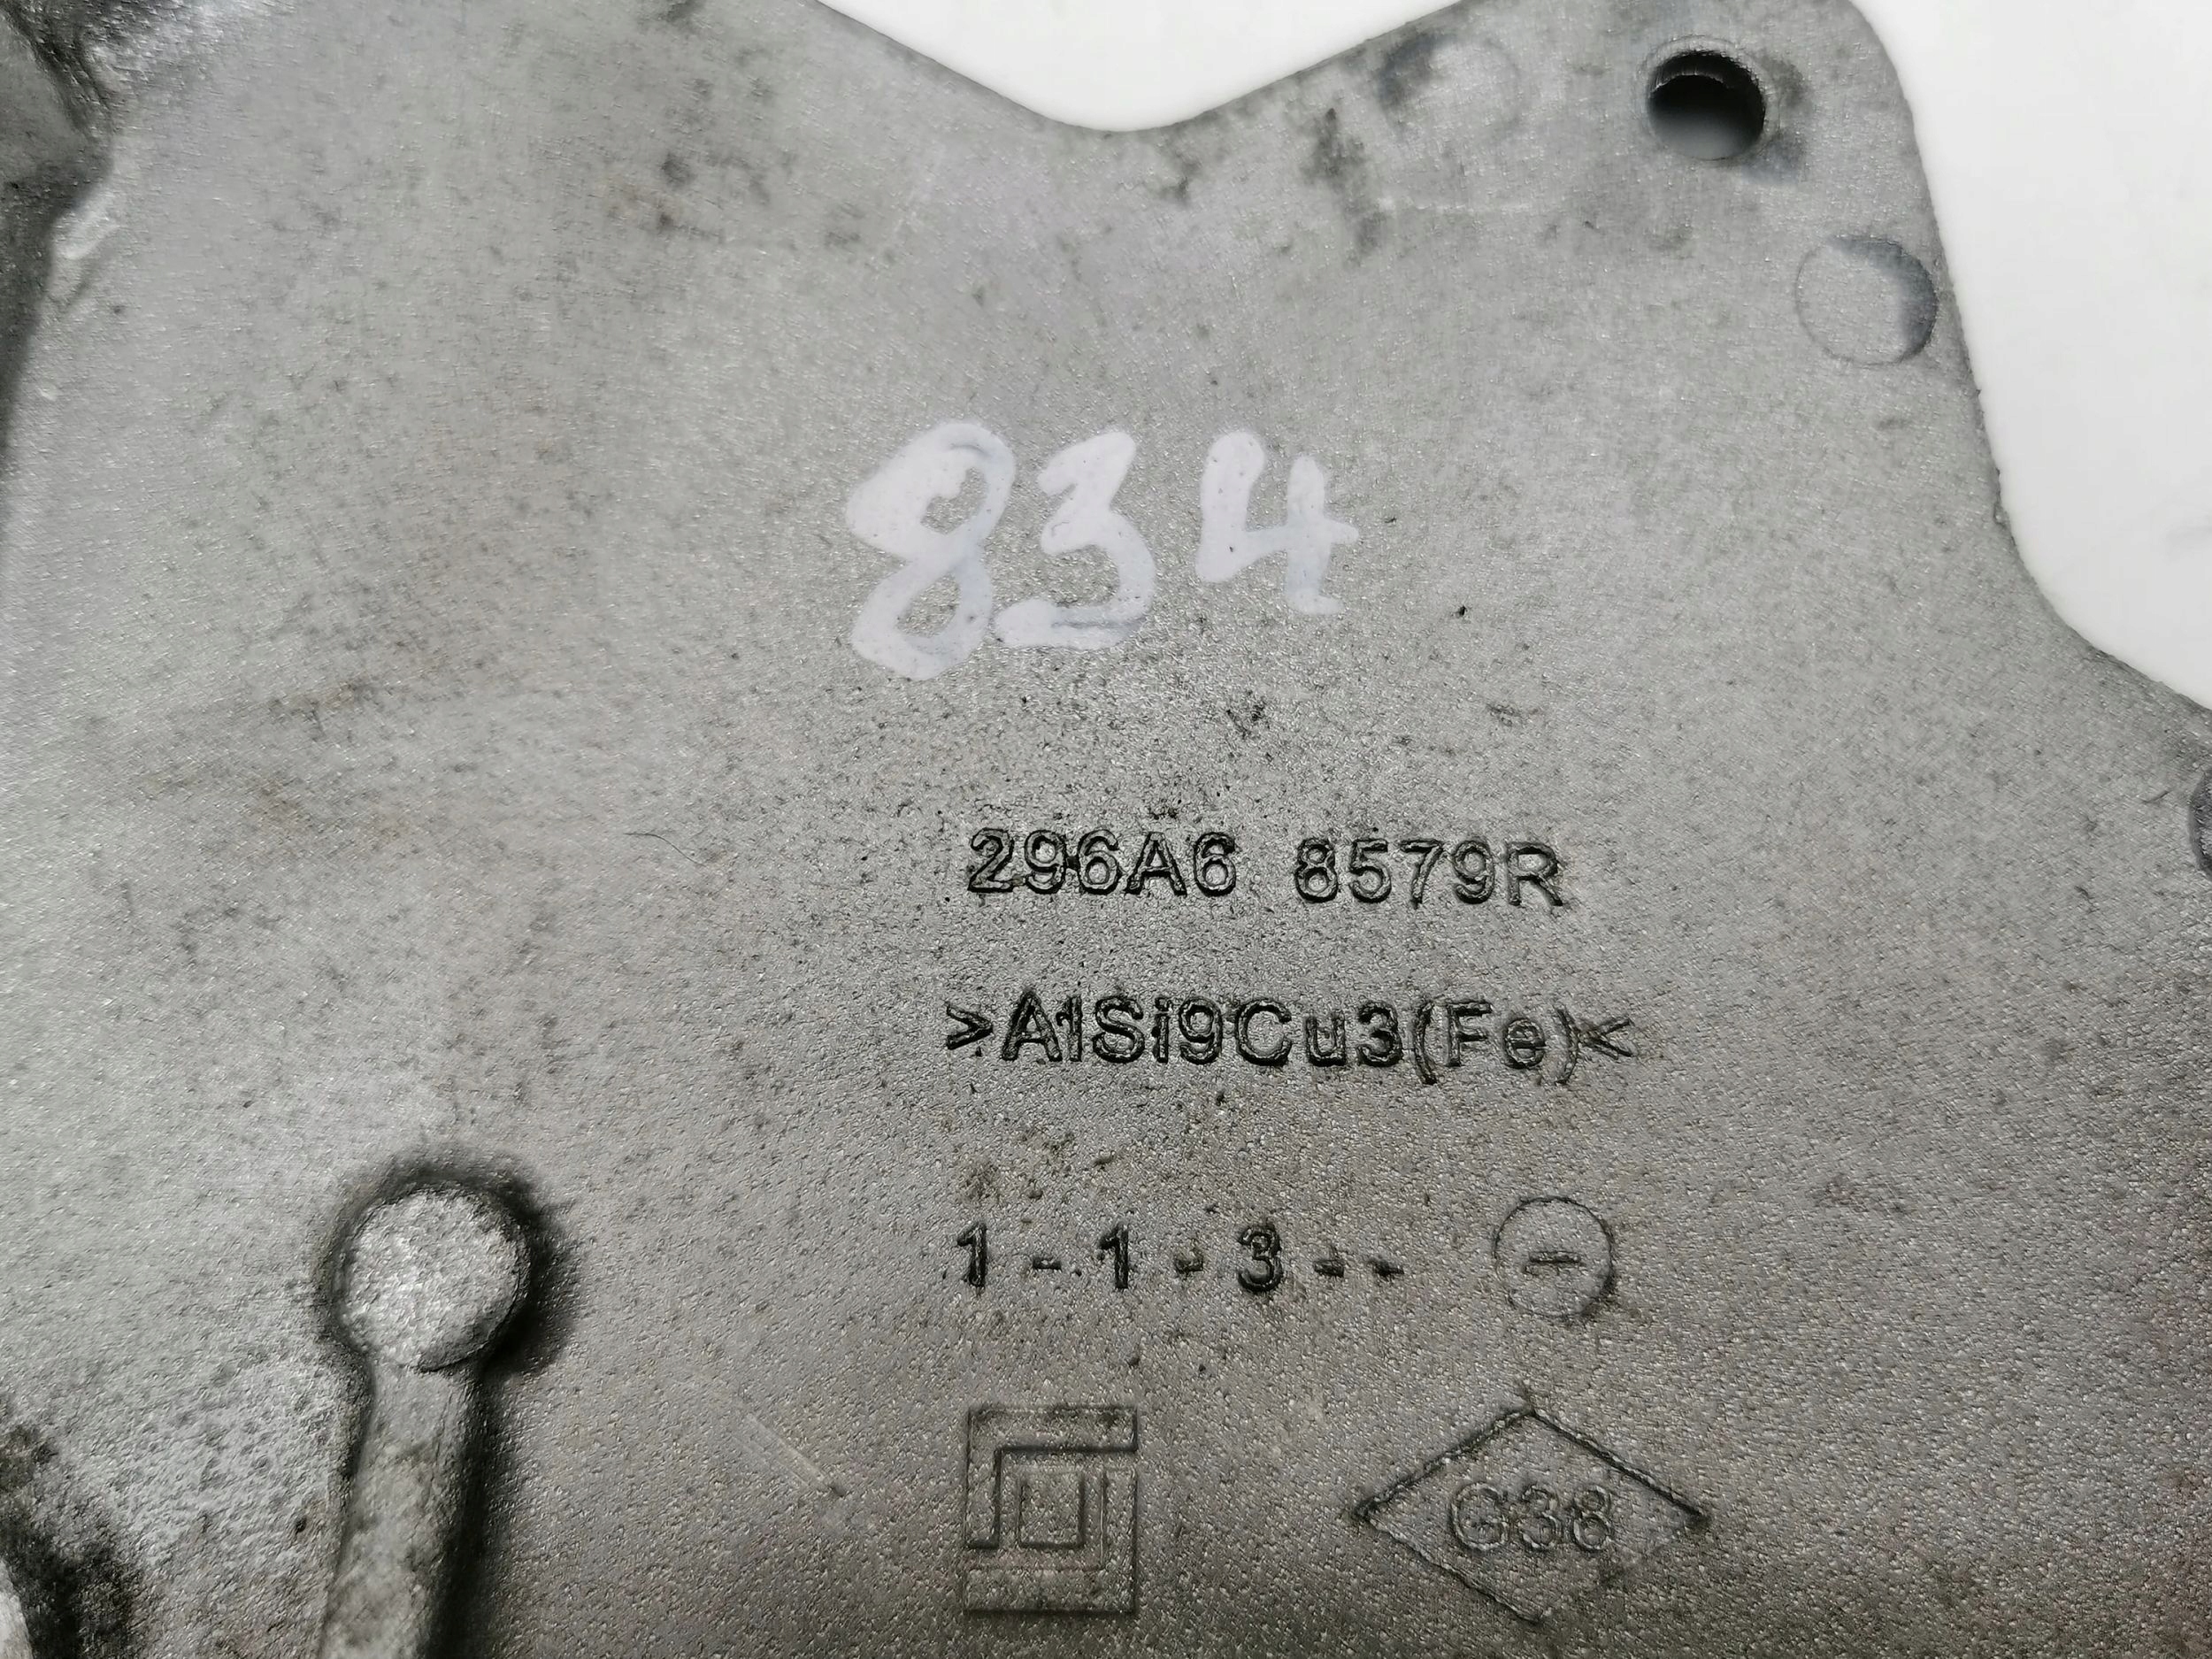 834
296A6 8579R
>AlSi9Cu3(Fe)<
1 - 1 - 3 - -
G38